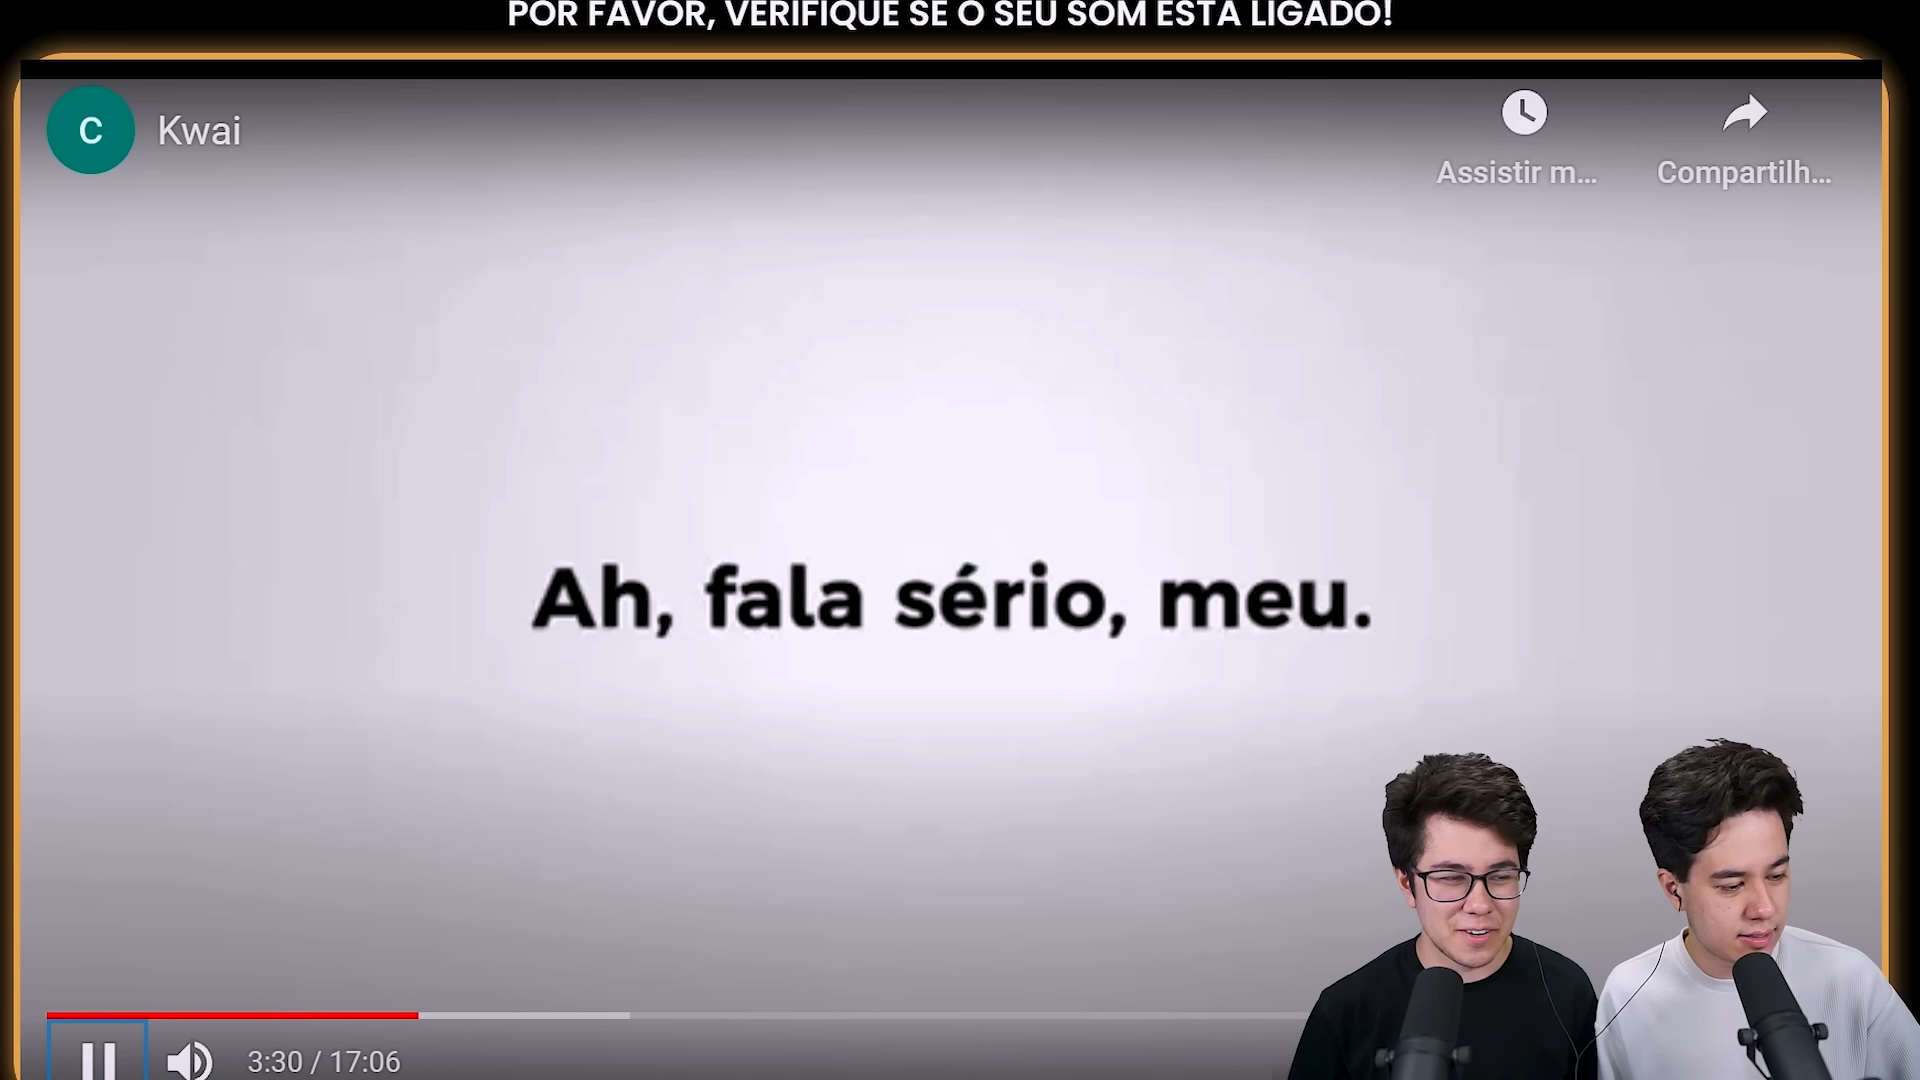 POR FAVOR, VERIFIQUE SE O SEU SOM ESTÁ LIGADO!
C Kwai
Assistir m...
Compartilh...
Ah, fala sério, meu.
3:30 / 17:06